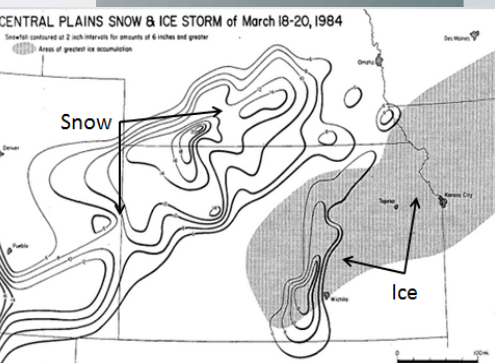 CENTRAL PLAINS SNOW & ICE STORM of March 18-20, 1984
Snowfall contoured at 2 inch intervals for amounts of 6 inches and greater
Areas of greatest ice accumulation
Des Moines
Omaha
Snow
Denver
Topeka
Kansas City
Pueblo
Ice
Wichita
0
100 mi.